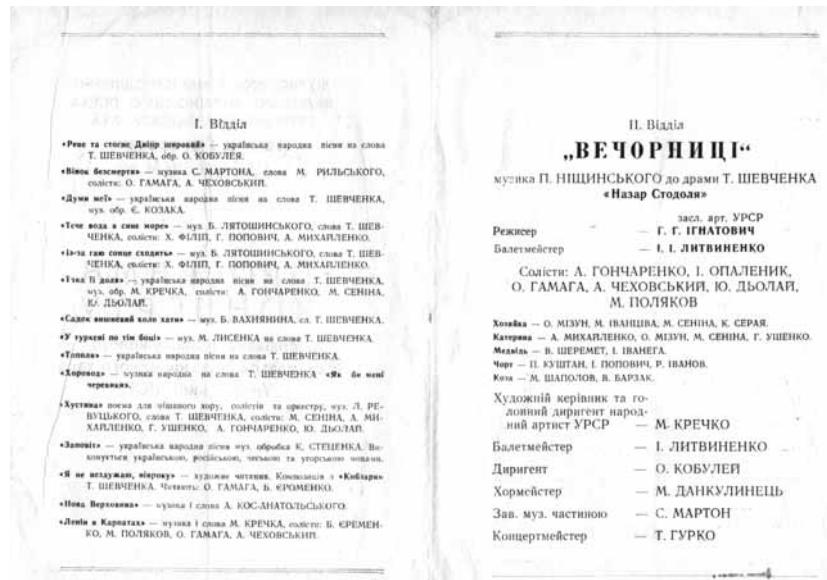 І. Відділ
«Реве та стогне Дніпр широкий» — українська народна пісня на слова
Т. ШЕВЧЕНКА, обр. О. КОБУЛЕЯ.
«Вінок безсмертя» — музика С. МАРТОНА, слова М. РИЛЬСЬКОГО,
солісти: О. ГАМАГА, А. ЧЕХОВСЬКИЙ.
«Думи мої» — українська народна пісня на слова Т. ШЕВЧЕНКА,
муз. обр. Є. КОЗАКА.
«Тече вода в синє море» — муз. Б. ЛЯТОШИНСЬКОГО, слова Т. ШЕВ-
ЧЕНКА, солісти: Х. ФІЛІП, Г. ПОПОВИЧ, А. МИХАЙЛЕНКО.
«Із-за гаю сонце сходить» — муз. Б. ЛЯТОШИНСЬКОГО, слова Т. ШЕВ-
ЧЕНКА, солісти: Х. ФІЛІП, Г. ПОПОВИЧ, А. МИХАЙЛЕНКО.
«Така її доля» — українська народна пісня на слова Т. ШЕВЧЕНКА,
муз. обр. М. КРЕЧКА, солісти: А. ГОНЧАРЕНКО, М. СЕНІНА,
Ю. ДЬОЛАЙ.
«Садок вишневий коло хати» — муз. Б. ВАХНЯНИНА, сл. Т. ШЕВЧЕНКА.
«У туркені по тім боці» — муз. М. ЛИСЕНКА на слова Т. ШЕВЧЕНКА.
«Тополя» — українська народна пісня на слова Т. ШЕВЧЕНКА.
«Хоровод» — музика народна на слова Т. ШЕВЧЕНКА «Як би мені
черевики».
«Хустина» поема для мішаного хору, солістів та оркестру, муз. Л. РЕ-
ВУЦЬКОГО, слова Т. ШЕВЧЕНКА, солісти: М. СЕНІНА, А. МИ-
ХАЙЛЕНКО, Г. УШЕНКО, А. ГОНЧАРЕНКО, Ю. ДЬОЛАЙ.
«Заповіт» — українська народна пісня муз. обробка К. СТЕЦЕНКА. Ви-
конується українською, російською, чеською та угорською мовами.
«Я не нездужаю, нівроку» — художнє читання. Композиція з «Кобзаря»
Т. ШЕВЧЕНКА. Читають: О. ГАМАГА, Б. ЄРОМЕНКО.
«Нова Верховина» — музика і слова А. КОС-АНАТОЛЬСЬКОГО.
«Ленін в Карпатах» — музика і слова М. КРЕЧКА, солісти: Б. ЄРЕМЕН-
КО, М. ПОЛЯКОВ, О. ГАМАГА, А. ЧЕХОВСЬКИЙ.
ІІ. Відділ
„ВЕЧОРНИЦІ“
музика П. НІЩИНСЬКОГО до драми Т. ШЕВЧЕНКА
«Назар Стодоля»
засл. арт. УРСР
Режисер — Г. Г. ІГНАТОВИЧ
Балетмейстер — І. І. ЛИТВИНЕНКО
Солісти: А. ГОНЧАРЕНКО, І. ОПАЛЕНИК,
О. ГАМАГА, А. ЧЕХОВСЬКИЙ, Ю. ДЬОЛАЙ,
М. ПОЛЯКОВ
Хозяйка — О. МІЗУН, М. ІВАНЦІВА, М. СЕНІНА, К. СЕРАЯ.
Катерина — А. МИХАЙЛЕНКО, О. МІЗУН, М. СЕНІНА, Г. УШЕНКО.
Медвідь — В. ШЕРЕМЕТ, І. ІВАНЕГА.
Чорт — П. КУШТАН, І. ПОПОВИЧ, Р. ІВАНОВ.
Коза — М. ШАПОЛОВ, В. БАРЗАК.
Художній керівник та го-
ловний диригент народ-
ний артист УРСР — М. КРЕЧКО
Балетмейстер — І. ЛИТВИНЕНКО
Диригент — О. КОБУЛЕЙ
Хормейстер — М. ДАНКУЛИНЕЦЬ
Зав. муз. частиною — С. МАРТОН
Концертмейстер — Т. ГУРКО